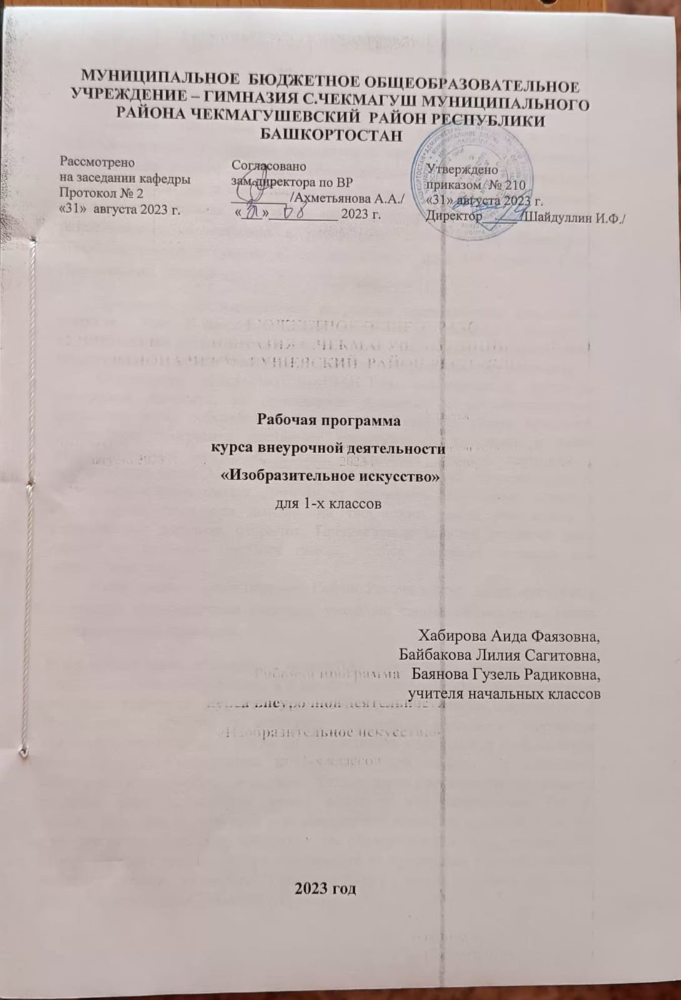 МУНИЦИПАЛЬНОЕ БЮДЖЕТНОЕ ОБЩЕОБРАЗОВАТЕЛЬНОЕ
УЧРЕЖДЕНИЕ – ГИМНАЗИЯ С.ЧЕКМАГУШ МУНИЦИПАЛЬНОГО
РАЙОНА ЧЕКМАГУШЕВСКИЙ РАЙОН РЕСПУБЛИКИ
БАШКОРТОСТАН
Рассмотрено
на заседании кафедры
Протокол № 2
«31» августа 2023 г.
Согласовано
зам.директора по ВР
________ /Ахметьянова А.А./
«___»__________ 2023 г.
Утверждено
приказом № 210
«31» августа 2023 г.
Директор______/Шайдуллин И.Ф./
Рабочая программа
курса внеурочной деятельности
«Изобразительное искусство»
для 1-х классов
Хабирова Аида Фаязовна,
Байбакова Лилия Сагитовна,
Баянова Гузель Радиковна,
учителя начальных классов
2023 год